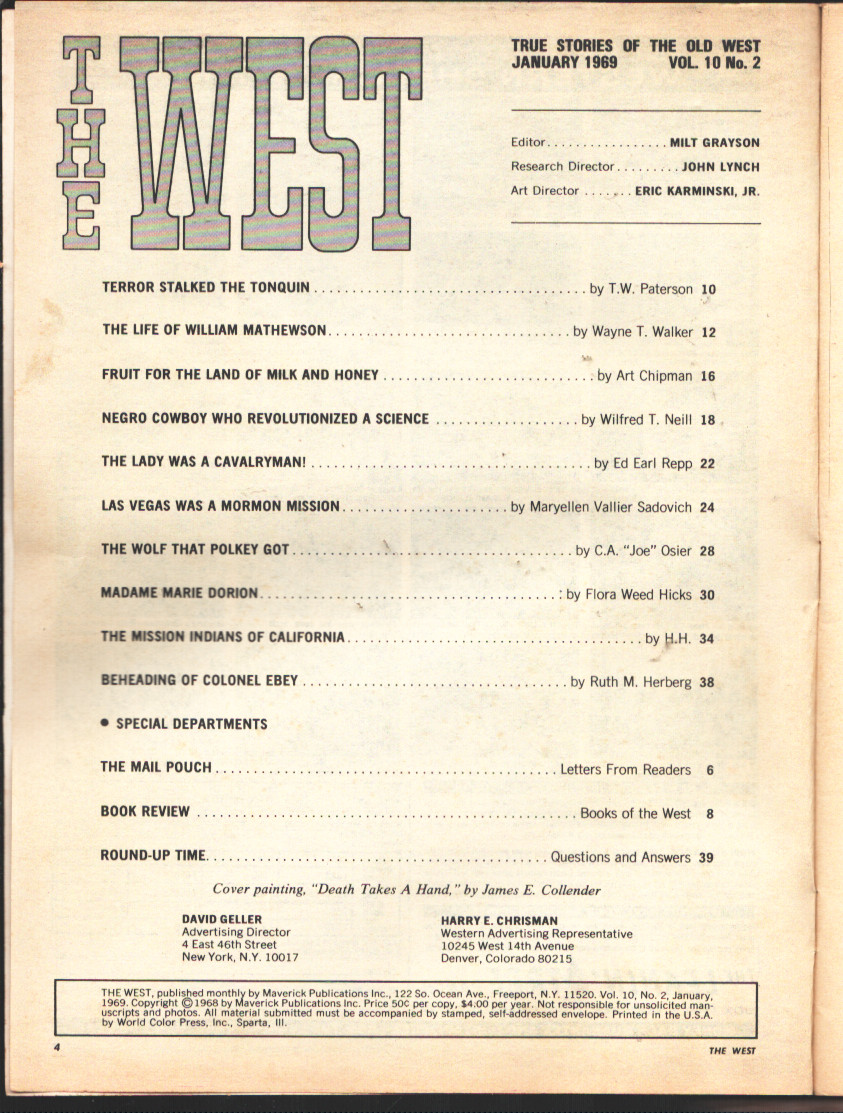 THE WEST
TRUE STORIES OF THE OLD WEST
JANUARY 1969 VOL. 10 No. 2
Editor................. MILT GRAYSON
Research Director......... JOHN LYNCH
Art Director ....... ERIC KARMINSKI, JR.
TERROR STALKED THE TONQUIN .................................... by T.W. Paterson 10
THE LIFE OF WILLIAM MATHEWSON................................ by Wayne T. Walker 12
FRUIT FOR THE LAND OF MILK AND HONEY ............................ by Art Chipman 16
NEGRO COWBOY WHO REVOLUTIONIZED A SCIENCE ................... by Wilfred T. Neill 18
THE LADY WAS A CAVALRYMAN! ..................................... by Ed Earl Repp 22
LAS VEGAS WAS A MORMON MISSION...................... by Maryellen Vallier Sadovich 24
THE WOLF THAT POLKEY GOT..................................... by C.A. "Joe" Osier 28
MADAME MARIE DORION....................................... : by Flora Weed Hicks 30
THE MISSION INDIANS OF CALIFORNIA....................................... by H.H. 34
BEHEADING OF COLONEL EBEY ................................... by Ruth M. Herberg 38
● SPECIAL DEPARTMENTS
THE MAIL POUCH ............................................. Letters From Readers 6
BOOK REVIEW .................................................. Books of the West 8
ROUND-UP TIME............................................. Questions and Answers 39
Cover painting, "Death Takes A Hand," by James E. Collender
DAVID GELLER
Advertising Director
4 East 46th Street
New York, N.Y. 10017
HARRY E. CHRISMAN
Western Advertising Representative
10245 West 14th Avenue
Denver, Colorado 80215
THE WEST, published monthly by Maverick Publications Inc., 122 So. Ocean Ave., Freeport, N.Y. 11520. Vol. 10, No. 2, January,
1969. Copyright © 1968 by Maverick Publications Inc. Price 50¢ per copy, $4.00 per year. Not responsible for unsolicited man-
uscripts and photos. All material submitted must be accompanied by stamped, self-addressed envelope. Printed in the U.S.A.
by World Color Press, Inc., Sparta, Ill.
4
THE WEST